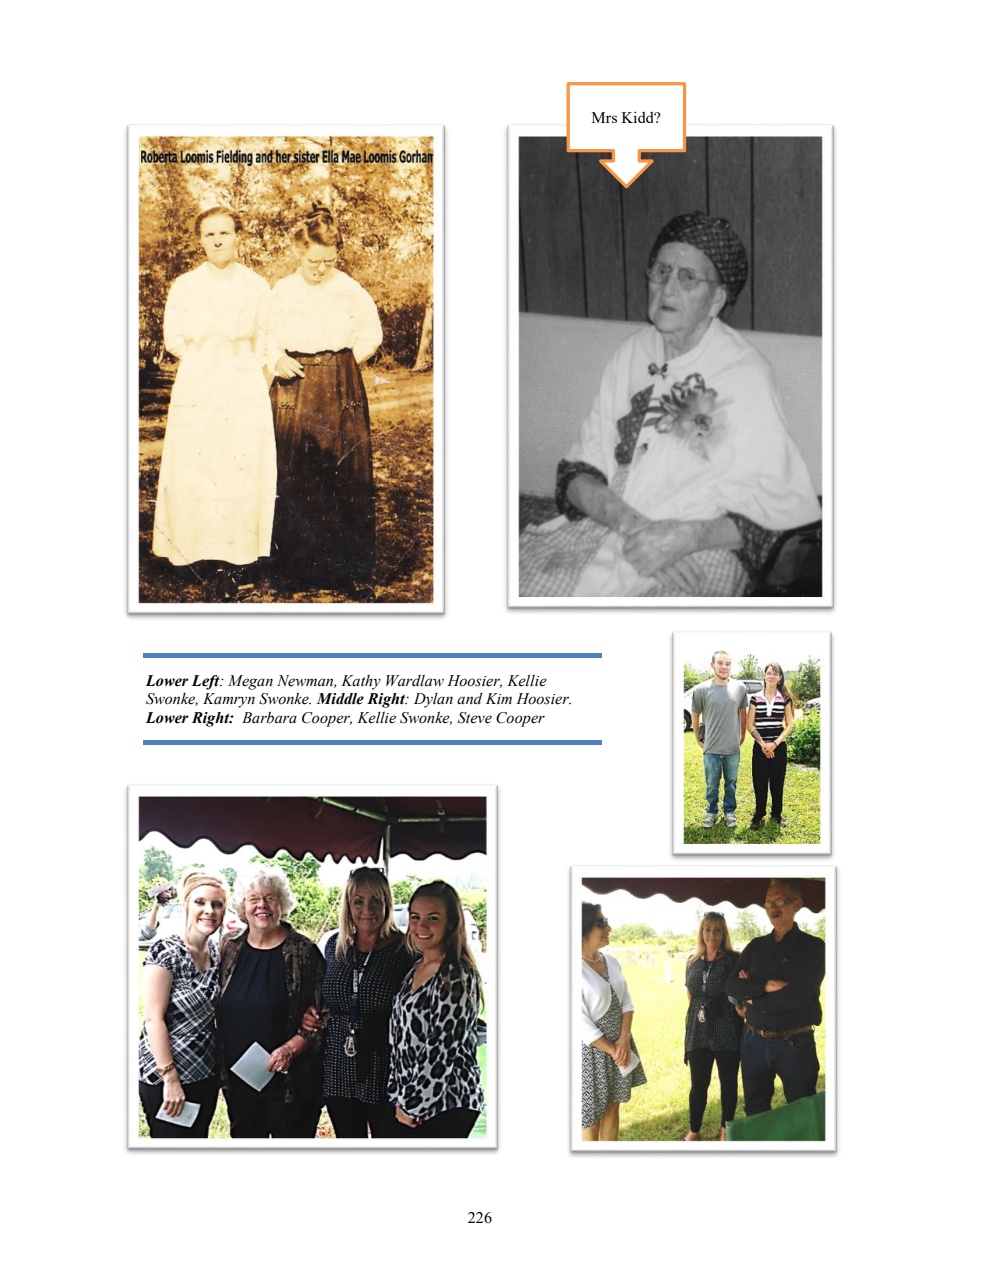 Mrs Kidd?
Roberta Loomis Fielding and her sister Ella Mae Loomis Gorham
Lower Left: Megan Newman, Kathy Wardlaw Hoosier, Kellie
Swonke, Kamryn Swonke. Middle Right: Dylan and Kim Hoosier.
Lower Right: Barbara Cooper, Kellie Swonke, Steve Cooper
226